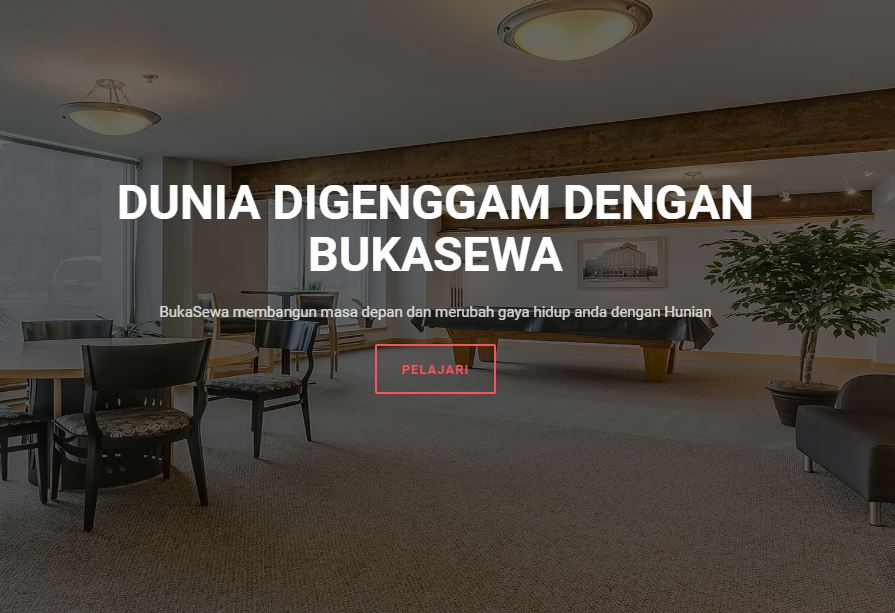 DUNIA DIGENGGAM DENGAN
BUKASEWA
BukaSewa membangun masa depan dan merubah gaya hidup anda dengan Hunian
PELAJARI